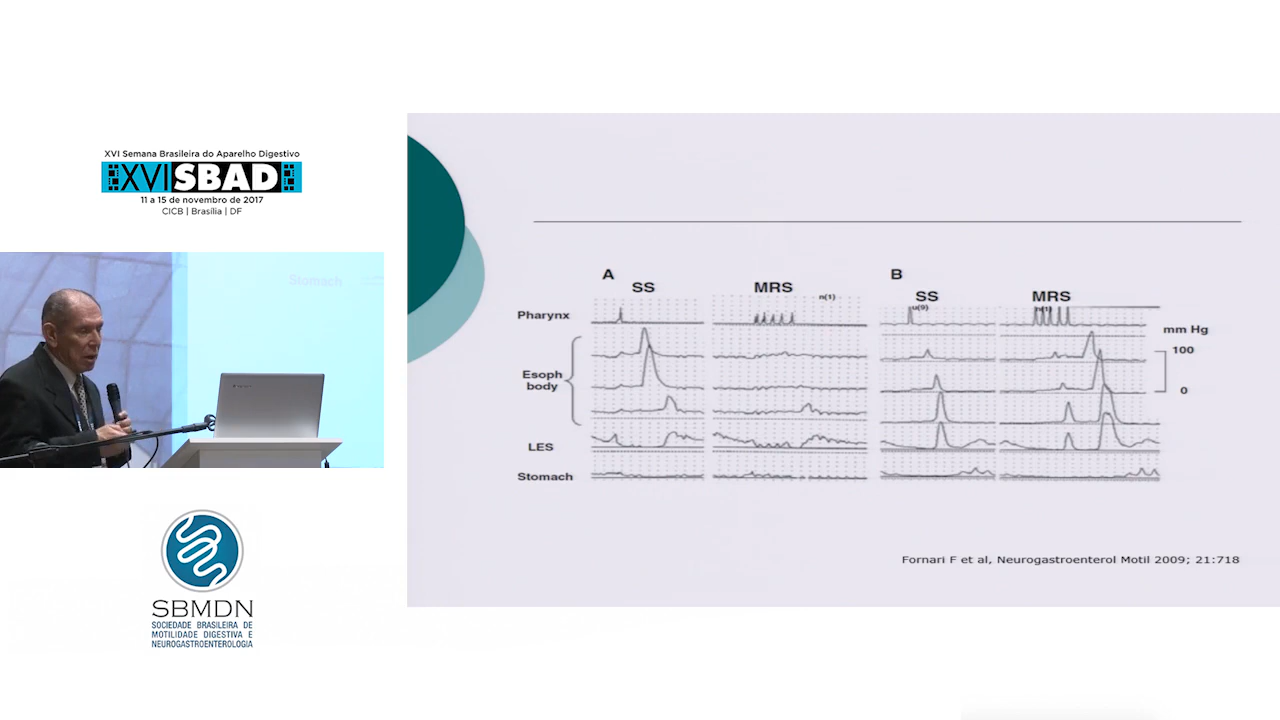 XVI Semana Brasileira do Aparelho Digestivo
XVI SBAD
11 a 15 de novembro de 2017
CICB | Brasília | DF
Stomach
SBMDN
SOCIEDADE BRASILEIRA DE
MOTILIDADE DIGESTIVA E
NEUROGASTROENTEROLOGIA
A
SS
MRS
n(1)
B
SS
u(9)
MRS
Pharynx
mm Hg
100
0
Esoph
body
LES
Stomach
Fornari F et al, Neurogastroenterol Motil 2009; 21:718